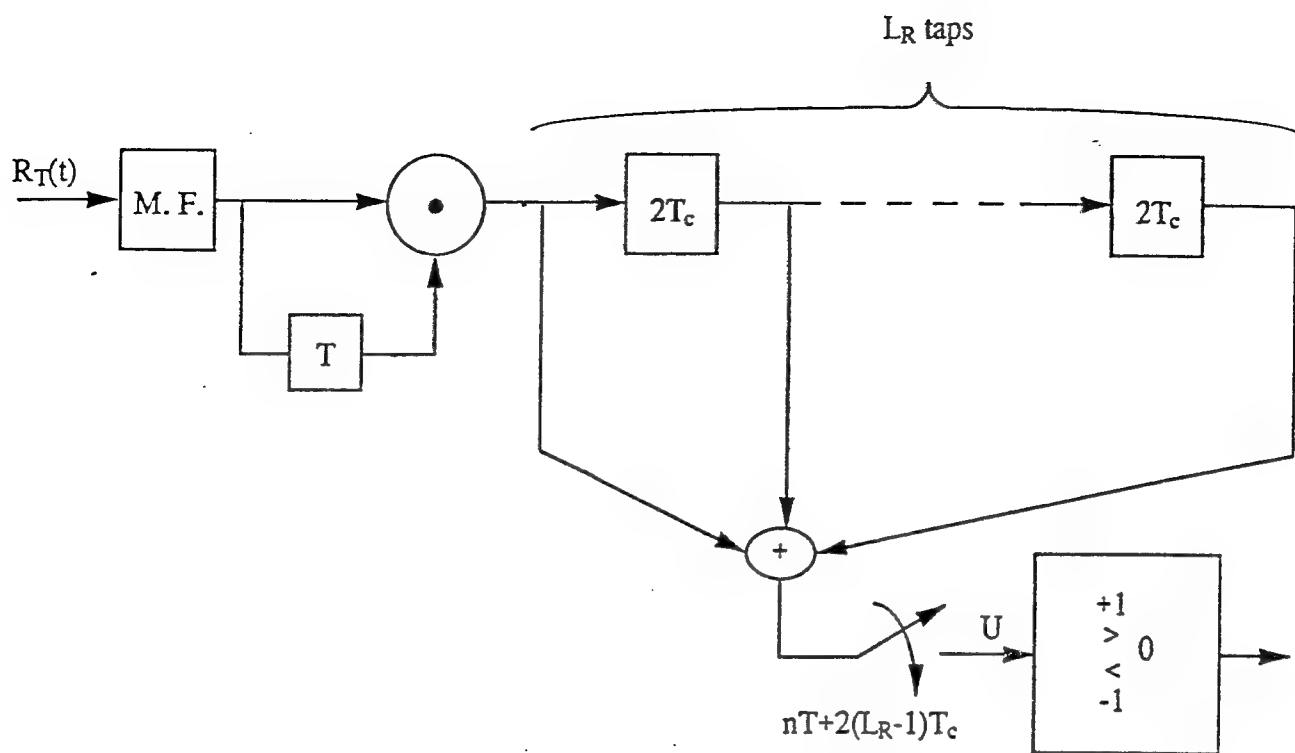 L_R taps
R_T(t)
M. F.
•
2T_c
2T_c
T
+
U
+1
>
<
-1
0
nT+2(L_R-1)T_c